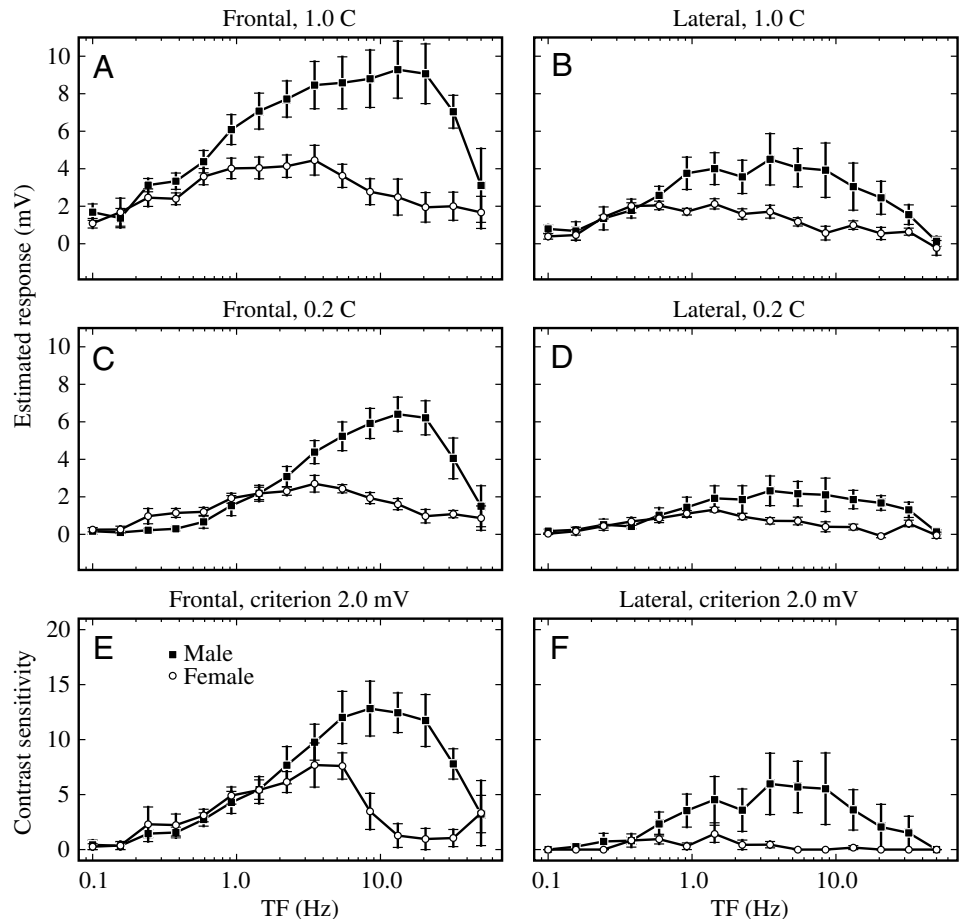 Frontal, 1.0 C
Lateral, 1.0 C
A
B
10
8
6
4
2
0
Estimated response (mV)
Frontal, 0.2 C
Lateral, 0.2 C
C
D
10
8
6
4
2
0
Frontal, criterion 2.0 mV
Lateral, criterion 2.0 mV
E
F
Male
Female
20
15
10
5
0
Contrast sensitivity
0.1 1.0 10.0
0.1 1.0 10.0
TF (Hz)
TF (Hz)